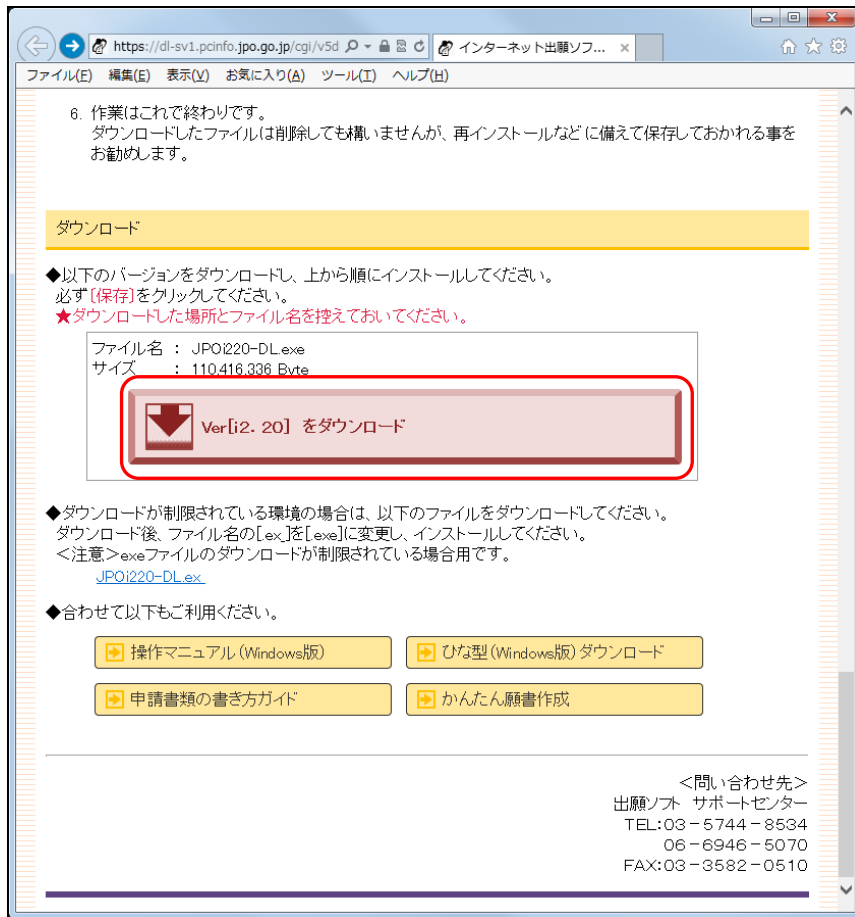 https://dl-sv1.pcinfo.jpo.go.jp/cgi/v5d
インターネット出願ソフ...
ファイル(F) 編集(E) 表示(V) お気に入り(A) ツール(T) ヘルプ(H)
6. 作業はこれで終わりです。
ダウンロードしたファイルは削除しても構いませんが、再インストールなどに備えて保存しておかれる事を
お勧めします。
ダウンロード
◆以下のバージョンをダウンロードし、上から順にインストールしてください。
必ず[保存]をクリックしてください。
★ダウンロードした場所とファイル名を控えておいてください。
ファイル名 : JPOi220-DL.exe
サイズ : 110,416,336 Byte
Ver[i2. 20] をダウンロード
◆ダウンロードが制限されている環境の場合は、以下のファイルをダウンロードしてください。
ダウンロード後、ファイル名の[.ex_]を[.exe]に変更し、インストールしてください。
<注意>exeファイルのダウンロードが制限されている場合用です。
JPOi220-DL.ex_
◆合わせて以下もご利用ください。
操作マニュアル(Windows版) ひな型(Windows版)ダウンロード
申請書類の書き方ガイド かんたん願書作成
<問い合わせ先>
出願ソフト サポートセンター
TEL:03-5744-8534
06-6946-5070
FAX:03-3582-0510